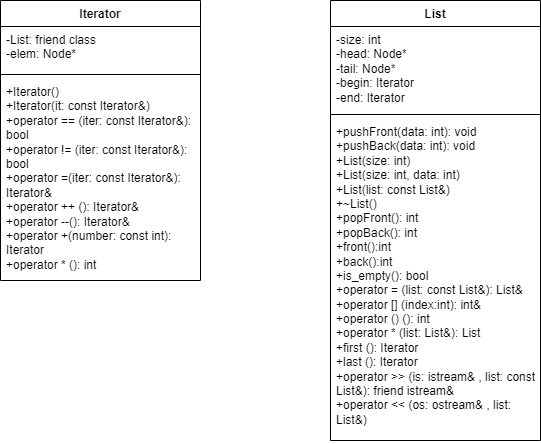 Iterator
-List: friend class
-elem: Node*
+Iterator()
+Iterator(it: const Iterator&)
+operator == (iter: const Iterator&):
bool
+operator != (iter: const Iterator&):
bool
+operator =(iter: const Iterator&):
Iterator&
+operator ++ (): Iterator&
+operator --(): Iterator&
+operator +(number: const int):
Iterator
+operator * (): int
List
-size: int
-head: Node*
-tail: Node*
-begin: Iterator
-end: Iterator
+pushFront(data: int): void
+pushBack(data: int): void
+List(size: int)
+List(size: int, data: int)
+List(list: const List&)
+~List()
+popFront(): int
+popBack(): int
+front():int
+back():int
+is_empty(): bool
+operator = (list: const List&): List&
+operator [] (index:int): int&
+operator () (): int
+operator * (list: List&): List
+first (): Iterator
+last (): Iterator
+operator >> (is: istream& , list: const
List&): friend istream&
+operator << (os: ostream& , list:
List&)